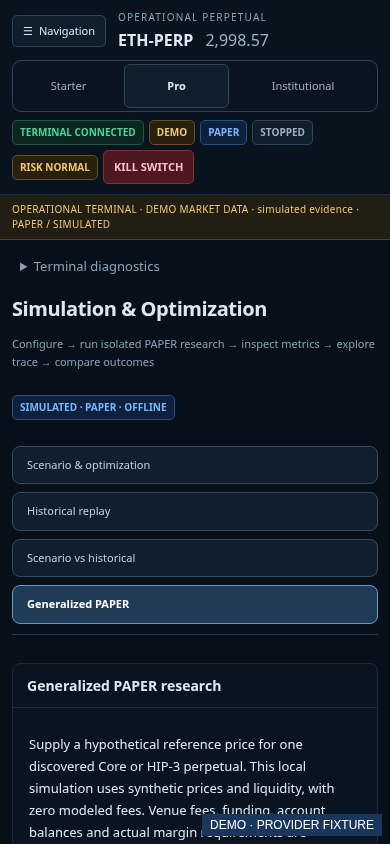 ☰ Navigation
OPERATIONAL PERPETUAL
ETH-PERP 2,998.57
Starter Pro Institutional
TERMINAL CONNECTED DEMO PAPER STOPPED
RISK NORMAL KILL SWITCH
OPERATIONAL TERMINAL · DEMO MARKET DATA · simulated evidence ·
PAPER / SIMULATED
▶ Terminal diagnostics
Simulation & Optimization
Configure → run isolated PAPER research → inspect metrics → explore
trace → compare outcomes
SIMULATED · PAPER · OFFLINE
Scenario & optimization
Historical replay
Scenario vs historical
Generalized PAPER
Generalized PAPER research
Supply a hypothetical reference price for one
discovered Core or HIP-3 perpetual. This local
simulation uses synthetic prices and liquidity, with
zero modeled fees. Venue fees, funding, account
balances and actual margin
DEMO · PROVIDER FIXTURE